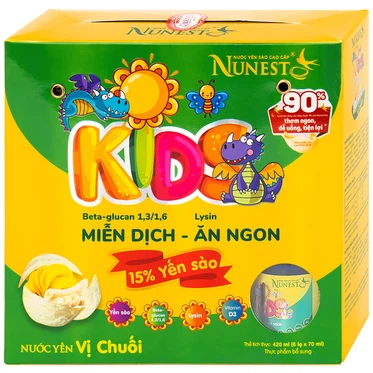 NƯỚC YẾN SÀO CAO CẤP
NUNEST
90%
thơm ngon,
dễ uống, tiện lợi
KIDS
Beta-glucan 1,3/1,6 Lysin
MIỄN DỊCH - ĂN NGON
15% Yến sào
NUNEST
Yến sào
Beta-glucan 1,3/1,6
Lysin
Vitamin D3
NƯỚC YẾN Vị Chuối
Thể tích thực: 420 ml (6 lọ x 70 ml)
Thực phẩm bổ sung